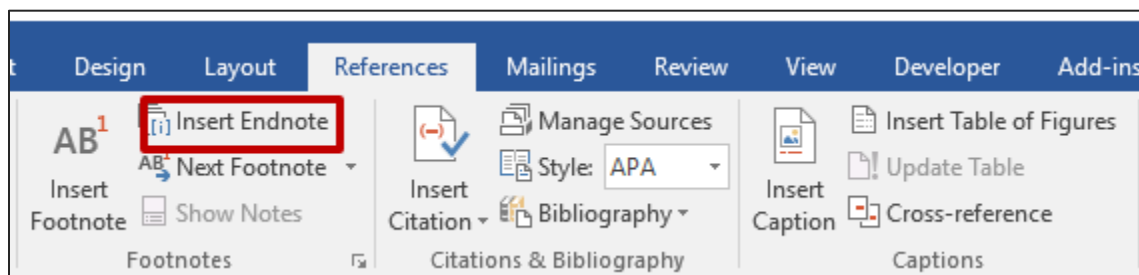 t Design Layout References Mailings Review View Developer Add-ins
AB1
Insert
Footnote
[i] Insert Endnote
AB1 Next Footnote
Show Notes
Footnotes
(-)
Insert
Citation
Manage Sources
Style: APA
Bibliography
Citations & Bibliography
Insert
Caption
Insert Table of Figures
Update Table
Cross-reference
Captions